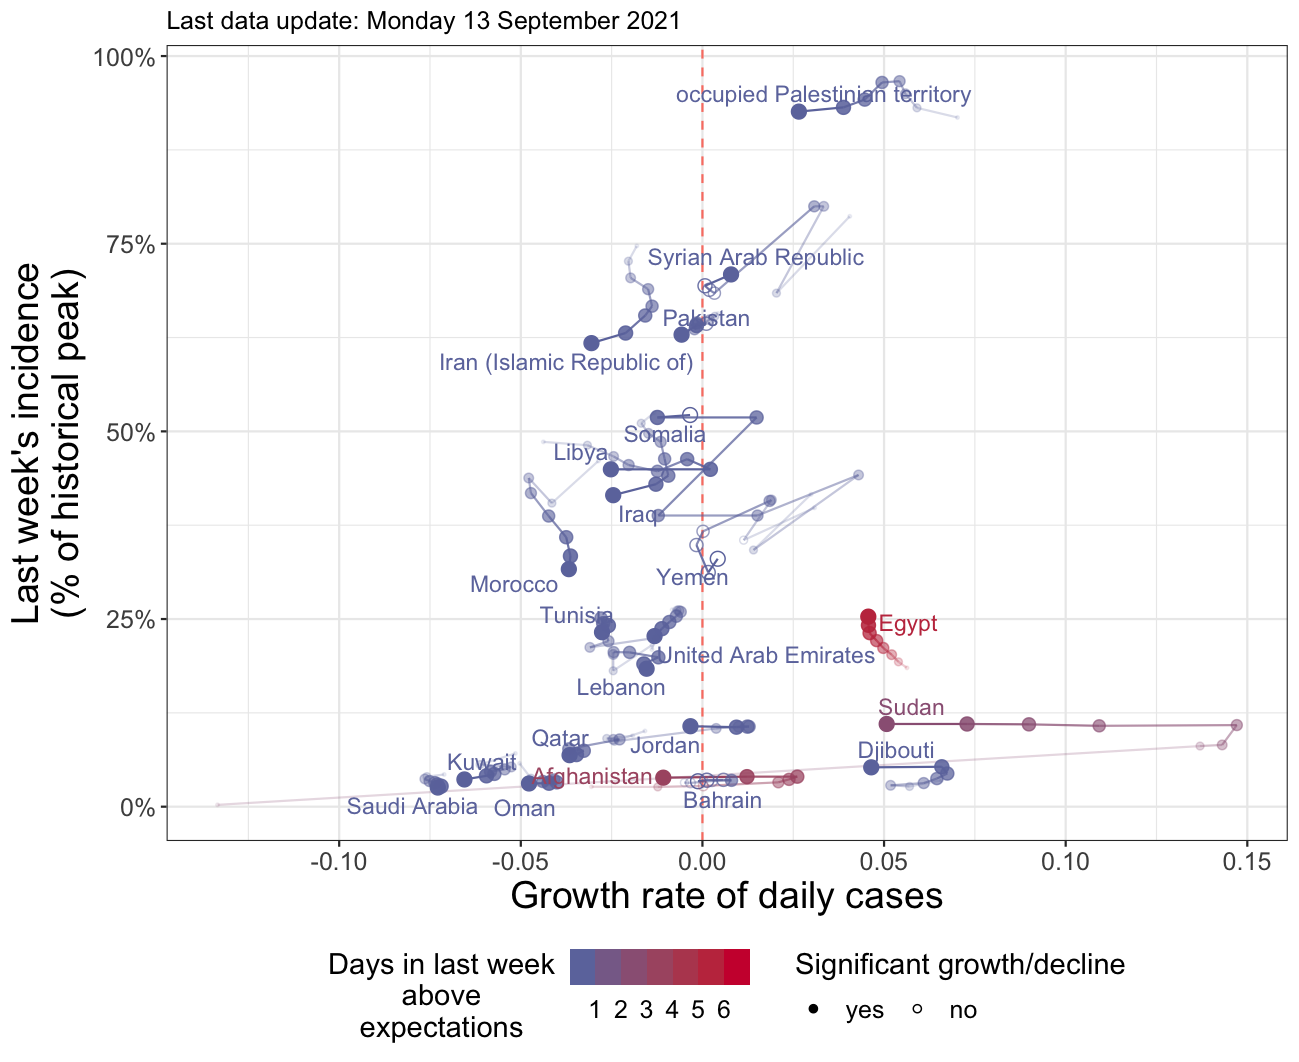 Last data update: Monday 13 September 2021
Last week's incidence
(% of historical peak)
100%
75%
50%
25%
0%
occupied Palestinian territory
Syrian Arab Republic
Pakistan
Iran (Islamic Republic of)
Somalia
Libya
Iraq
Morocco
Yemen
Tunisia
Egypt
United Arab Emirates
Lebanon
Sudan
Qatar
Jordan
Djibouti
Kuwait
Afghanistan
Saudi Arabia
Oman
Bahrain
-0.10 -0.05 0.00 0.05 0.10 0.15
Growth rate of daily cases
Days in last week
above
expectations
1 2 3 4 5 6
Significant growth/decline
yes no